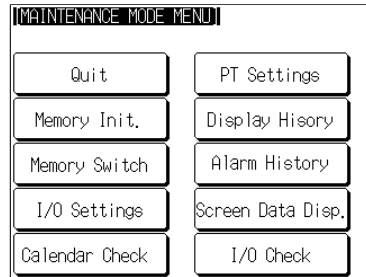 [MAINTENANCE MODE MENU]
Quit
PT Settings
Memory Init.
Display Hisory
Memory Switch
Alarm History
I/O Settings
Screen Data Disp.
Calendar Check
I/O Check